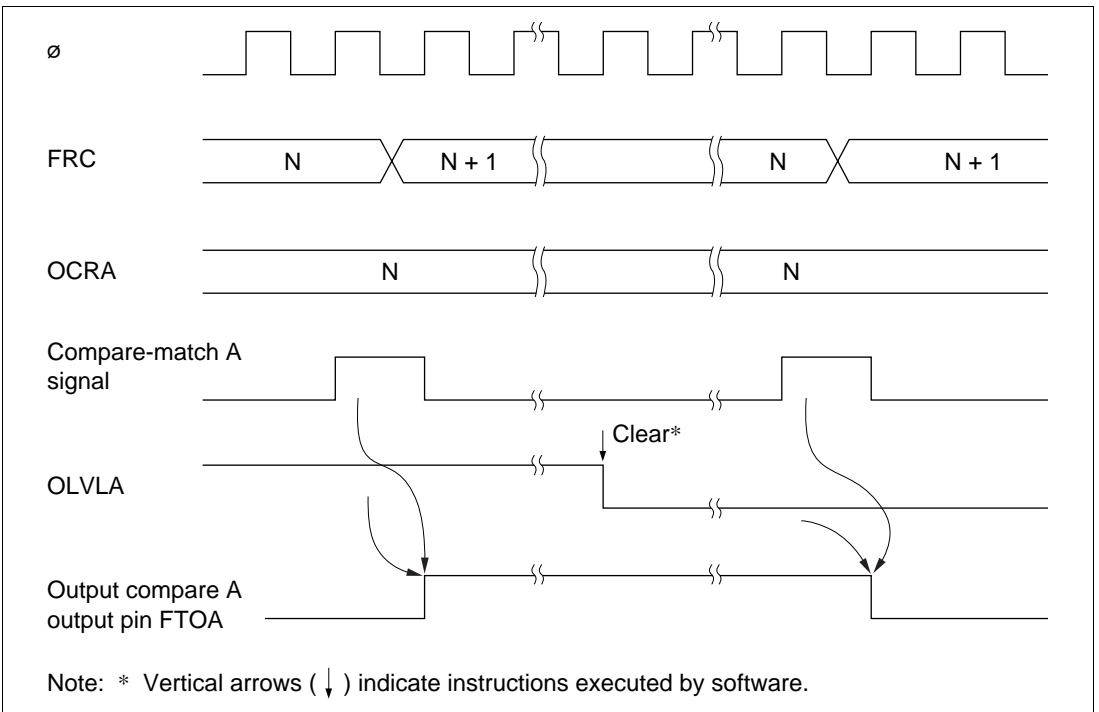 ø
FRC N N + 1 N N + 1
OCRA N N
Compare-match A
signal
Clear*
OLVLA
Output compare A
output pin FTOA
Note: * Vertical arrows ( ↓ ) indicate instructions executed by software.